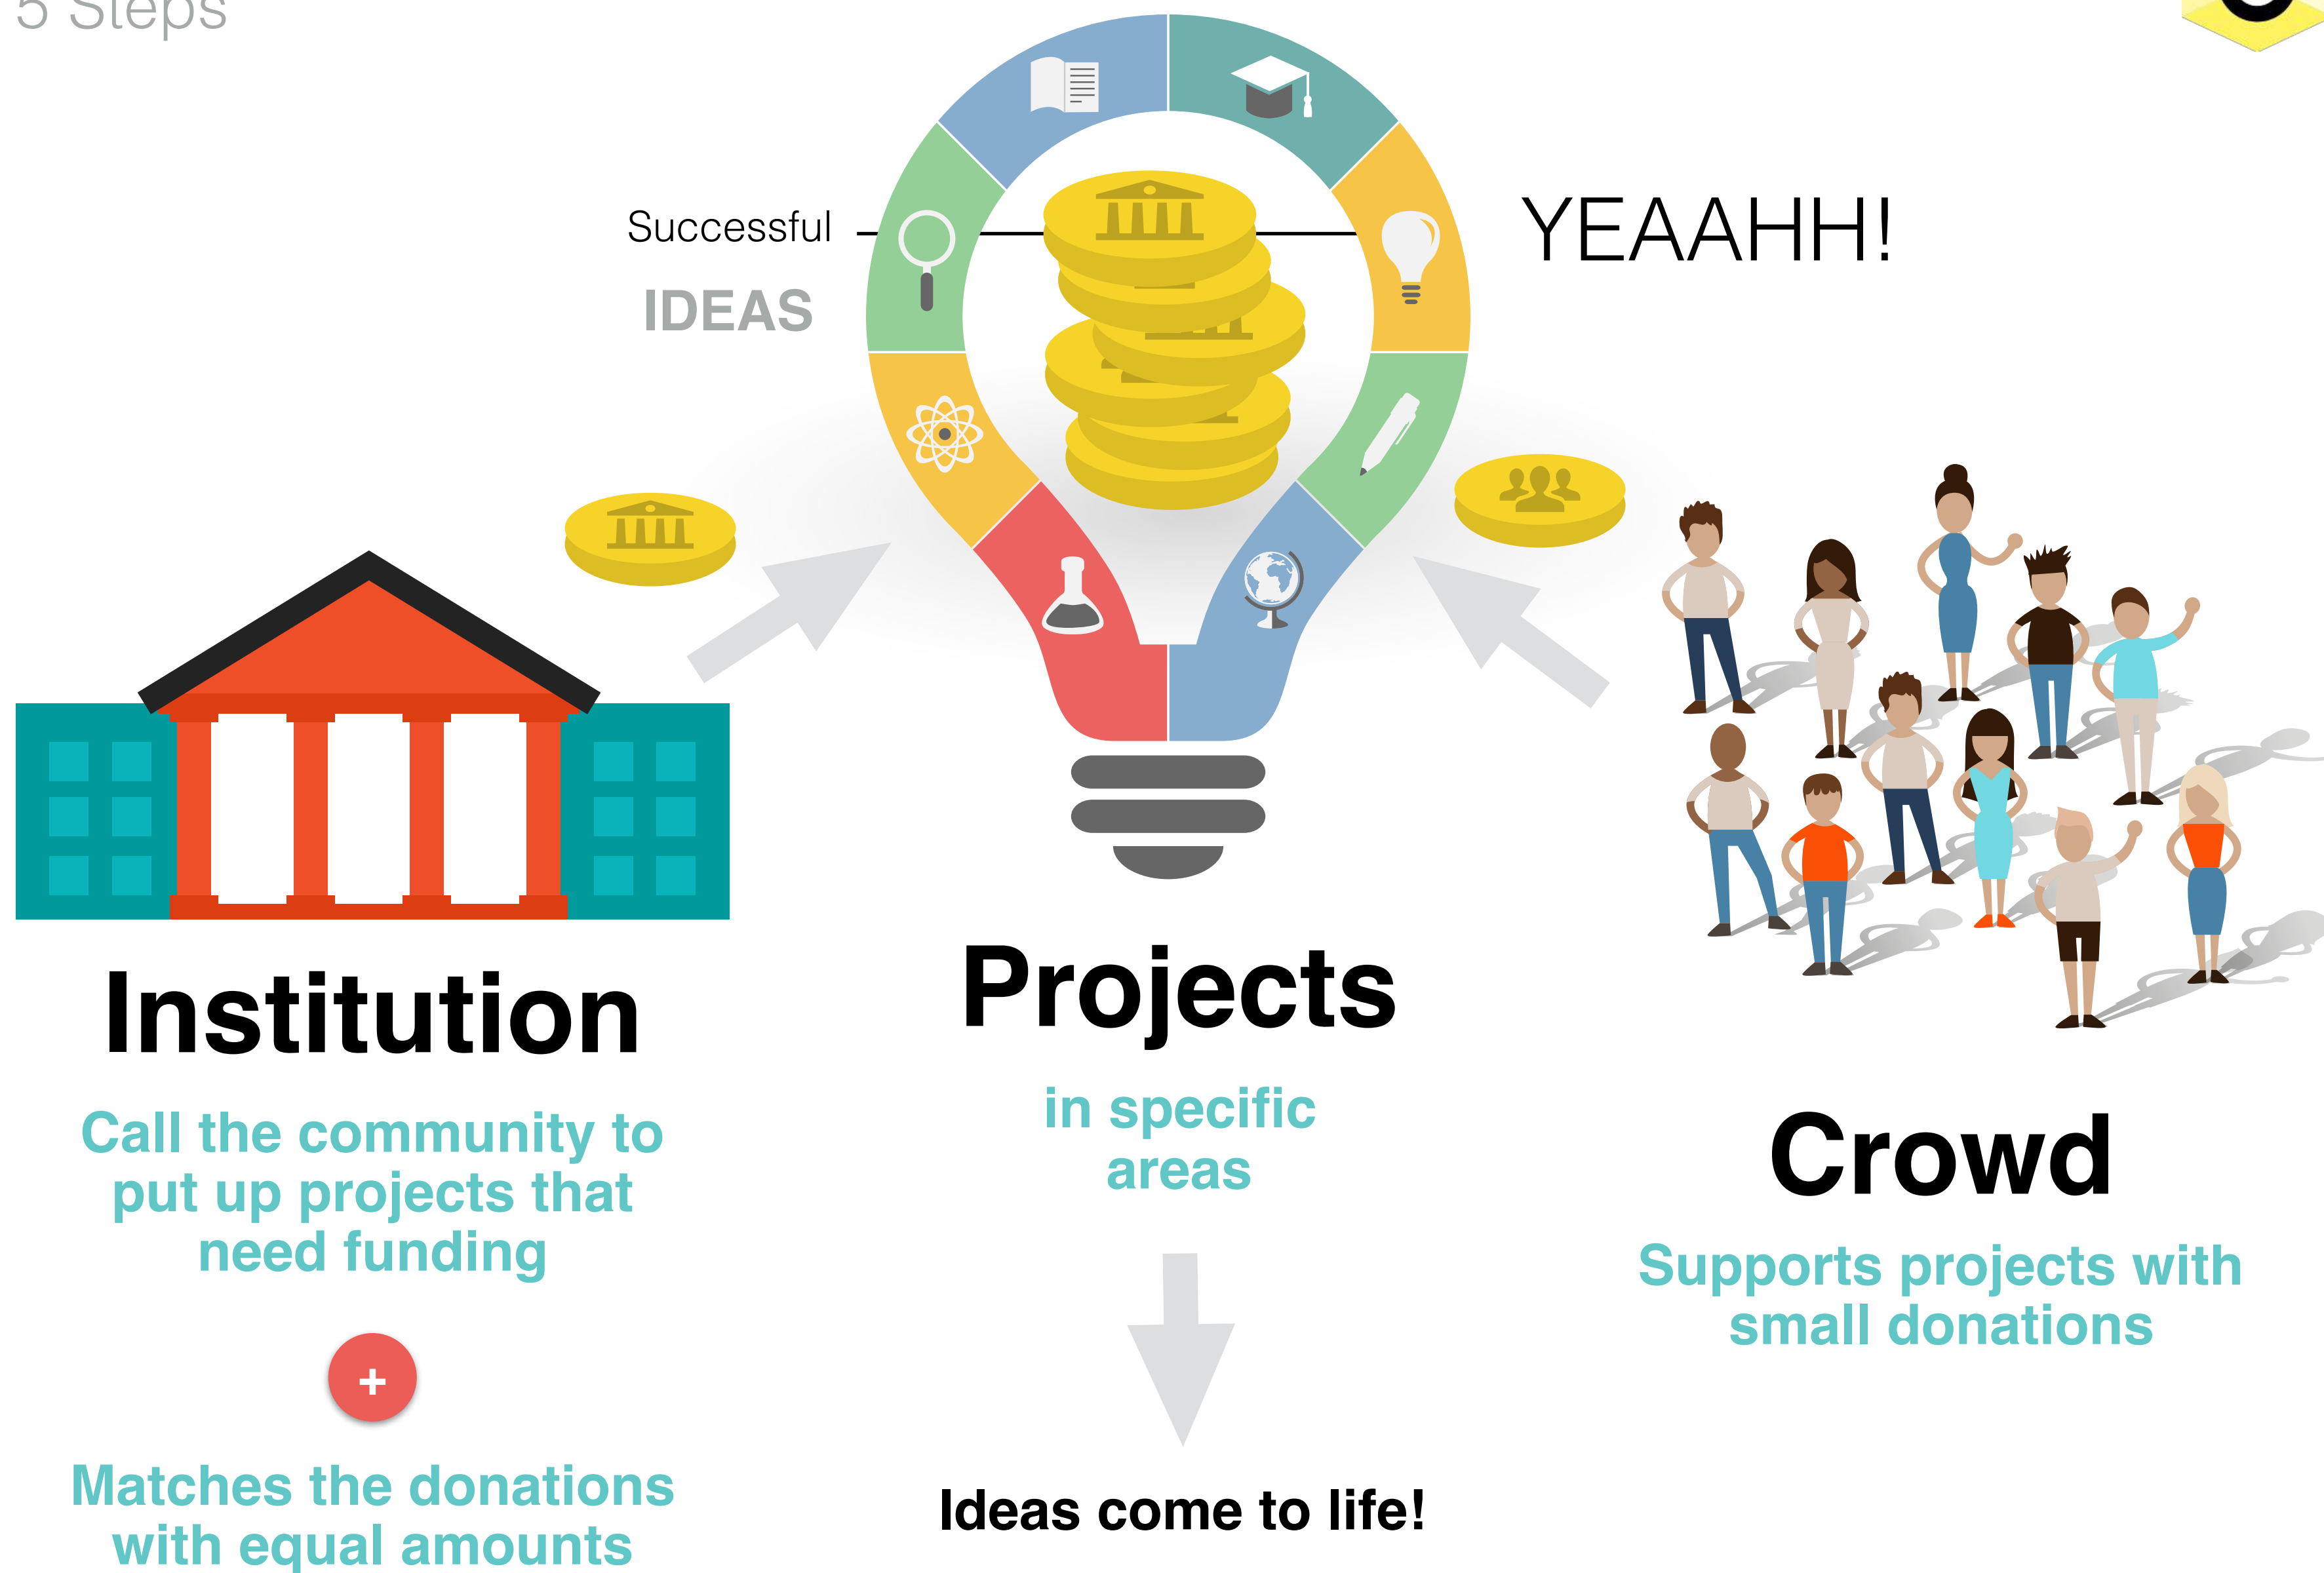 5 Steps
Successful
IDEAS
YEAAHH!
Institution
Call the community to
put up projects that
need funding
+
Matches the donations
with equal amounts
Projects
in specific
areas
Ideas come to life!
Crowd
Supports projects with
small donations